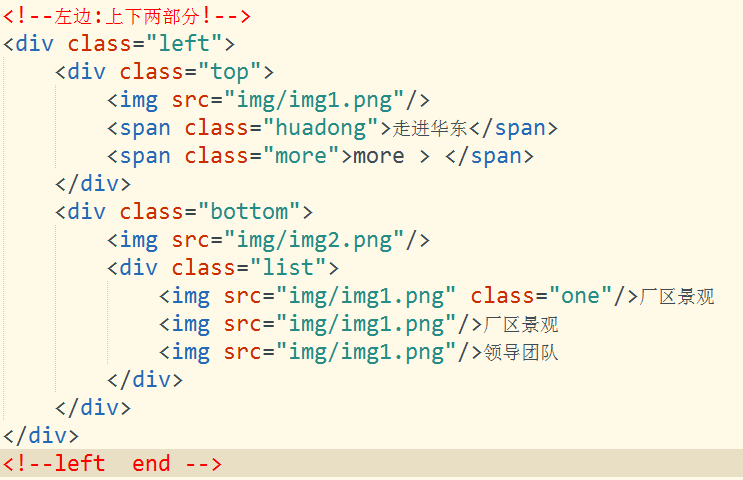 <!--左边:上下两部分!-->
<div class="left">
    <div class="top">
        <img src="img/img1.png"/>
        <span class="huadong">走进华东</span>
        <span class="more">more > </span>
    </div>
    <div class="bottom">
        <img src="img/img2.png"/>
        <div class="list">
            <img src="img/img1.png" class="one"/>厂区景观
            <img src="img/img1.png"/>厂区景观
            <img src="img/img1.png"/>领导团队
        </div>
    </div>
</div>
<!--left  end -->